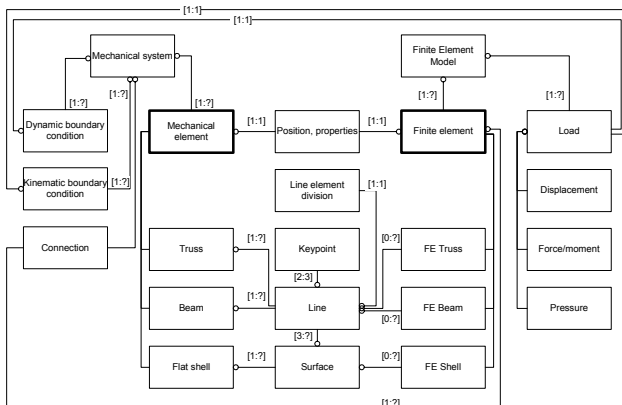 [1:1]
[1:1]
Mechanical system
Finite Element
Model
[1:?]
[1:?]
[1:?]
[1:?]
Dynamic boundary
condition
Mechanical
element
[1:1]
Position, properties
[1:1]
Finite element
Load
Kinematic boundary
condition
[1:?]
Line element
division
[1:1]
Displacement
Connection
Truss
[1:?]
Keypoint
[0:?]
FE Truss
Force/moment
[2:3]
Beam
[1:?]
Line
[0:?]
FE Beam
Pressure
[3:?]
Flat shell
[1:?]
Surface
[0:?]
FE Shell
[1:?]